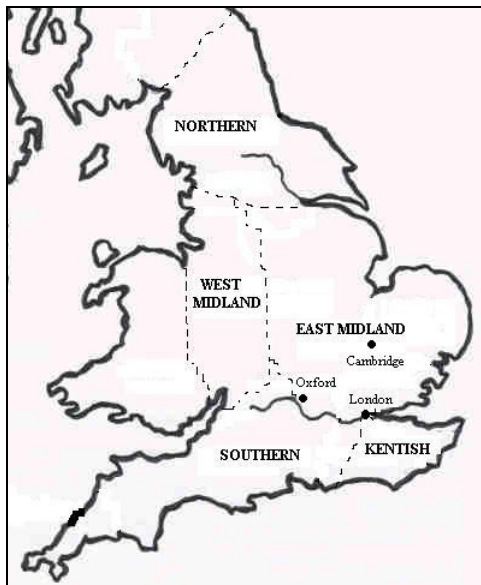 NORTHERN
WEST
MIDLAND
EAST MIDLAND
Cambridge
Oxford
London
SOUTHERN
KENTISH